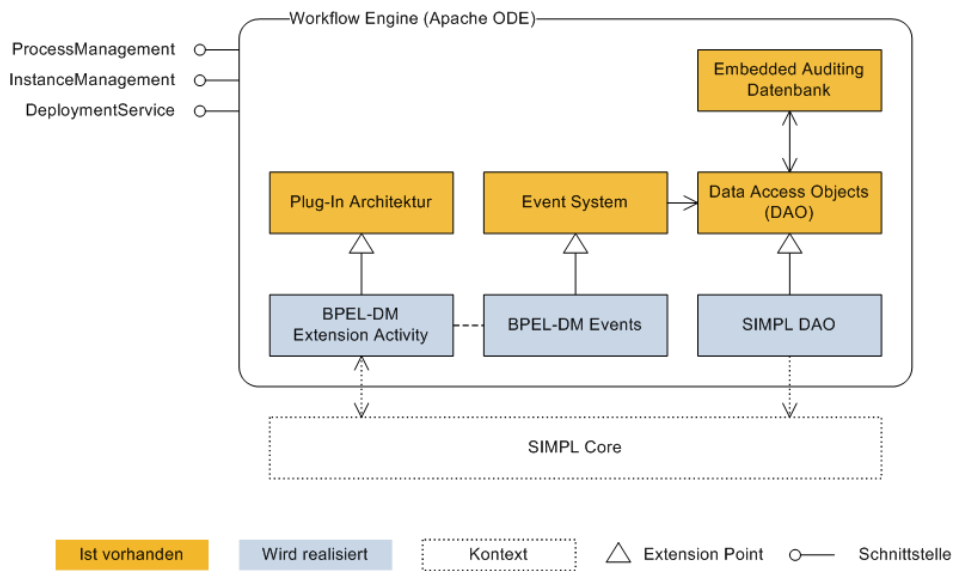 Workflow Engine (Apache ODE)
ProcessManagement
InstanceManagement
DeploymentService
Embedded Auditing
Datenbank
Plug-In Architektur
Event System
Data Access Objects
(DAO)
BPEL-DM
Extension Activity
BPEL-DM Events
SIMPL DAO
SIMPL Core
Ist vorhanden
Wird realisiert
Kontext
Extension Point
Schnittstelle